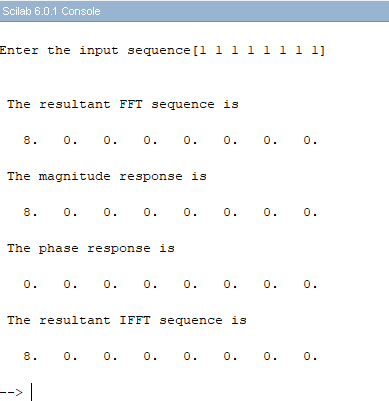 Scilab 6.0.1 Console
Enter the input sequence[1 1 1 1 1 1 1 1]
The resultant FFT sequence is
8. 0. 0. 0. 0. 0. 0. 0.
The magnitude response is
8. 0. 0. 0. 0. 0. 0. 0.
The phase response is
0. 0. 0. 0. 0. 0. 0. 0.
The resultant IFFT sequence is
8. 0. 0. 0. 0. 0. 0. 0.
-->